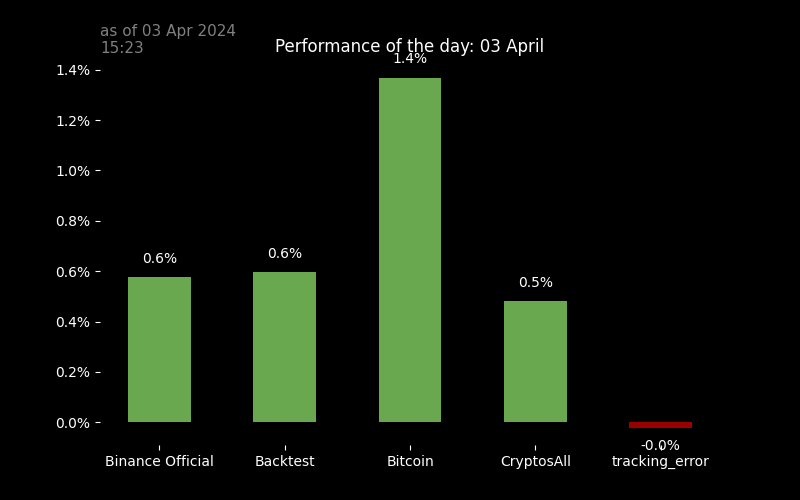 as of 03 Apr 2024
15:23
Performance of the day: 03 April
1.4%
1.4%
1.2%
1.0%
0.8%
0.6%
0.4%
0.2%
0.0%
0.6%
0.6%
0.5%
-0.0%
Binance Official
Backtest
Bitcoin
CryptosAll
tracking_error